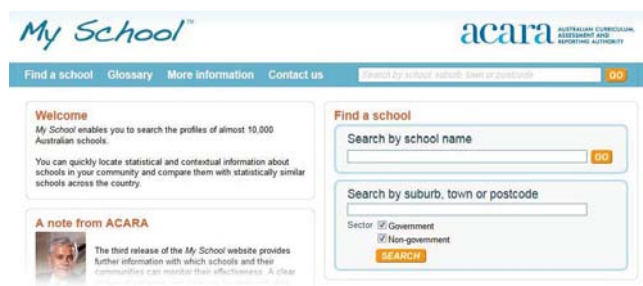 My School™
acara AUSTRALIAN CURRICULUM,
ASSESSMENT AND
REPORTING AUTHORITY
Find a school Glossary More information Contact us
Search by school, suburb, town or postcode GO
Welcome
My School enables you to search the profiles of almost 10,000
Australian schools.
You can quickly locate statistical and contextual information about
schools in your community and compare them with statistically similar
schools across the country.
A note from ACARA
The third release of the My School website provides
further information with which schools and their
communities can monitor their effectiveness. A clear
Find a school
Search by school name
GO
Search by suburb, town or postcode
Sector Government
Non-government
SEARCH